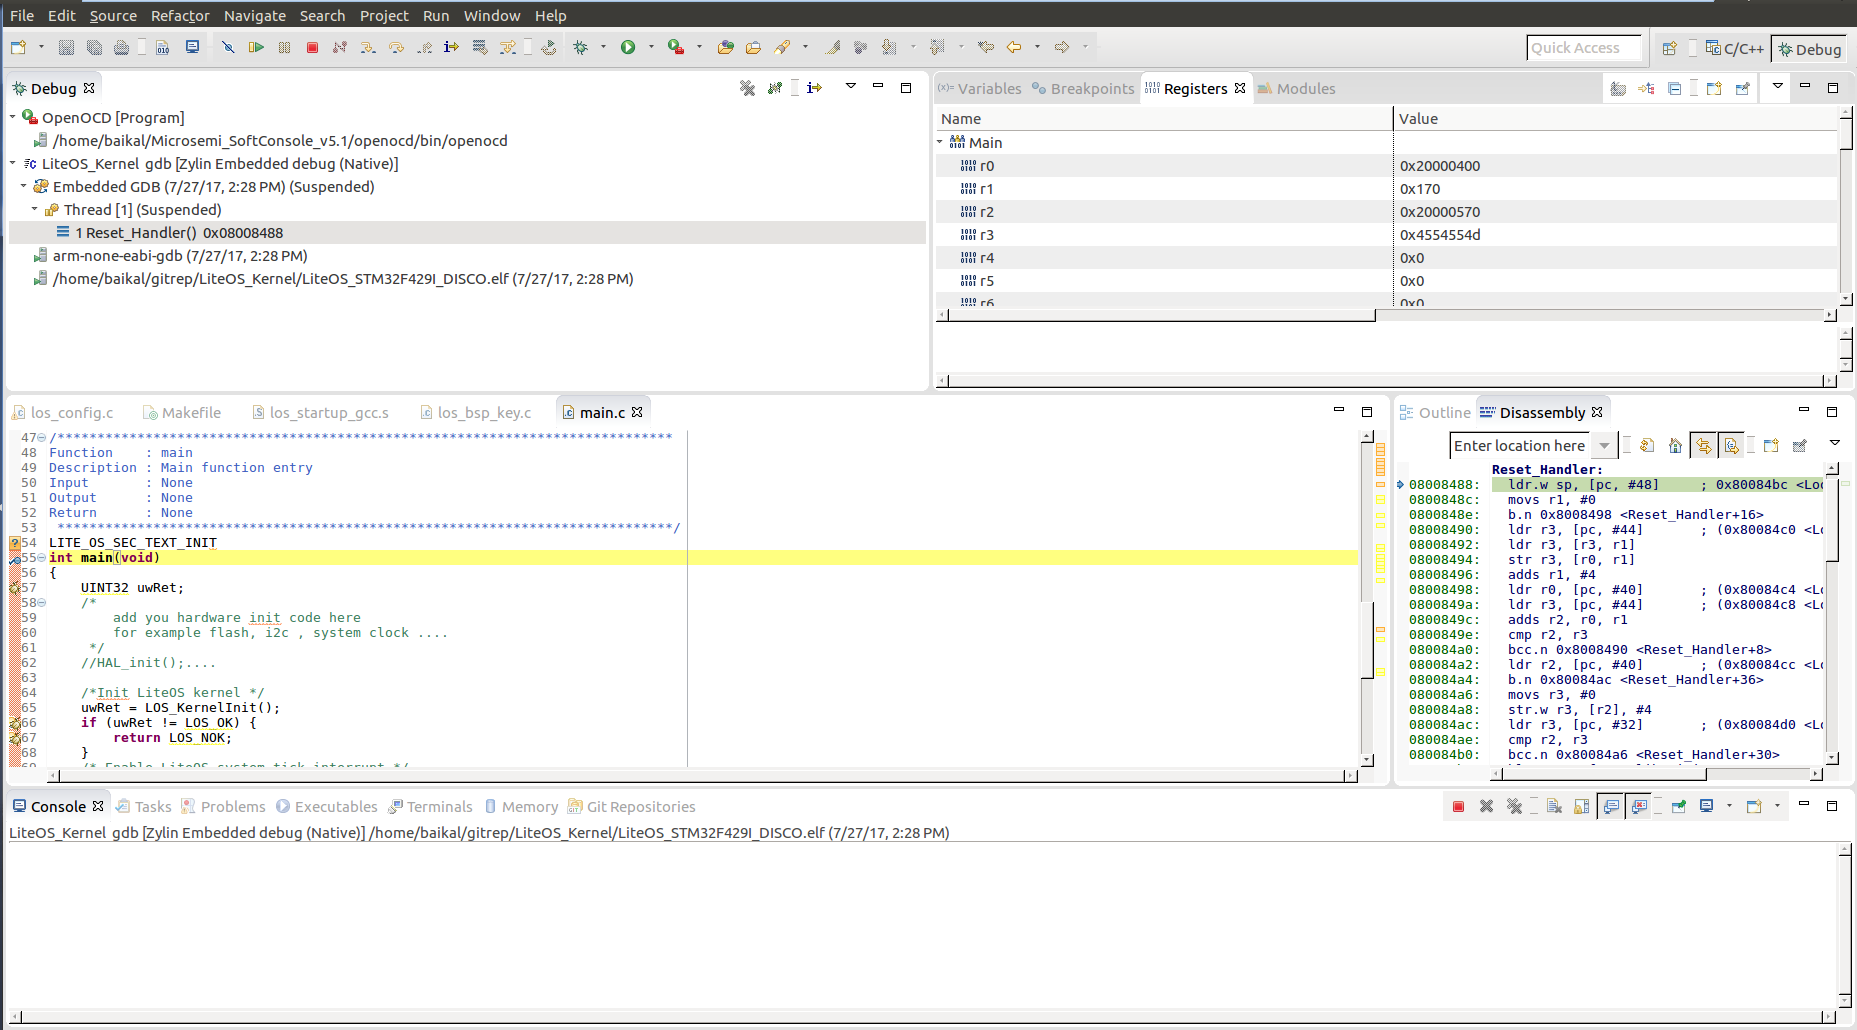 File Edit Source Refactor Navigate Search Project Run Window Help
Quick Access
C/C++
Debug
Debug
OpenOCD [Program]
/home/baikal/Microsemi_SoftConsole_v5.1/openocd/bin/openocd
LiteOS_Kernel gdb [Zylin Embedded debug (Native)]
Embedded GDB (7/27/17, 2:28 PM) (Suspended)
Thread [1] (Suspended)
1 Reset_Handler() 0x08008488
arm-none-eabi-gdb (7/27/17, 2:28 PM)
/home/baikal/gitrep/LiteOS_Kernel/LiteOS_STM32F429I_DISCO.elf (7/27/17, 2:28 PM)
Variables Breakpoints Registers Modules
Name Value
Main
r0 0x20000400
r1 0x170
r2 0x20000570
r3 0x4554554d
r4 0x0
r5 0x0
r6 0x0
los_config.c Makefile los_startup_gcc.s los_bsp_key.c main.c
47 /*****************************************************************************
48 Function    : main
49 Description : Main function entry
50 Input       : None
51 Output      : None
52 Return      : None
53  *****************************************************************************/
54 LITE_OS_SEC_TEXT_INIT
55 int main(void)
56 {
57     UINT32 uwRet;
58     /*
59         add you hardware init code here
60         for example flash, i2c , system clock ....
61      */
62     //HAL_init();....
63
64     /*Init LiteOS kernel */
65     uwRet = LOS_KernelInit();
66     if (uwRet != LOS_OK) {
67         return LOS_NOK;
68     }
69     /* Enable LiteOS system tick interrupt */
Outline Disassembly
Enter location here
Reset_Handler:
08008488: ldr.w sp, [pc, #48] ; 0x80084bc <Loo
0800848c: movs r1, #0
0800848e: b.n 0x8008498 <Reset_Handler+16>
08008490: ldr r3, [pc, #44] ; (0x80084c0 <Lo
08008492: ldr r3, [r3, r1]
08008494: str r3, [r0, r1]
08008496: adds r1, #4
08008498: ldr r0, [pc, #40] ; (0x80084c4 <Lo
0800849a: ldr r3, [pc, #44] ; (0x80084c8 <Lo
0800849c: adds r2, r0, r1
0800849e: cmp r2, r3
080084a0: bcc.n 0x8008490 <Reset_Handler+8>
080084a2: ldr r2, [pc, #40] ; (0x80084cc <Lo
080084a4: b.n 0x80084ac <Reset_Handler+36>
080084a6: movs r3, #0
080084a8: str.w r3, [r2], #4
080084ac: ldr r3, [pc, #32] ; (0x80084d0 <Lo
080084ae: cmp r2, r3
080084b0: bcc.n 0x80084a6 <Reset_Handler+30>
Console Tasks Problems Executables Terminals Memory Git Repositories
LiteOS_Kernel gdb [Zylin Embedded debug (Native)] /home/baikal/gitrep/LiteOS_Kernel/LiteOS_STM32F429I_DISCO.elf (7/27/17, 2:28 PM)